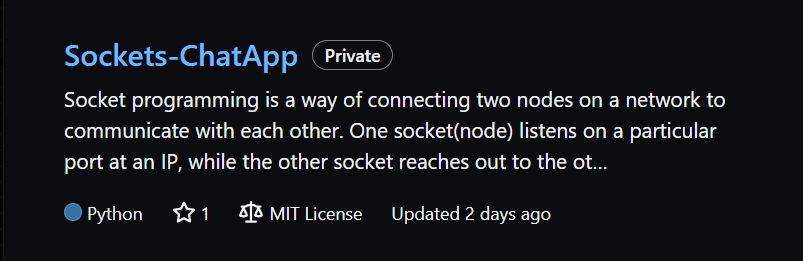 Sockets-ChatApp Private
Socket programming is a way of connecting two nodes on a network to
communicate with each other. One socket(node) listens on a particular
port at an IP, while the other socket reaches out to the ot...
Python 1 MIT License Updated 2 days ago